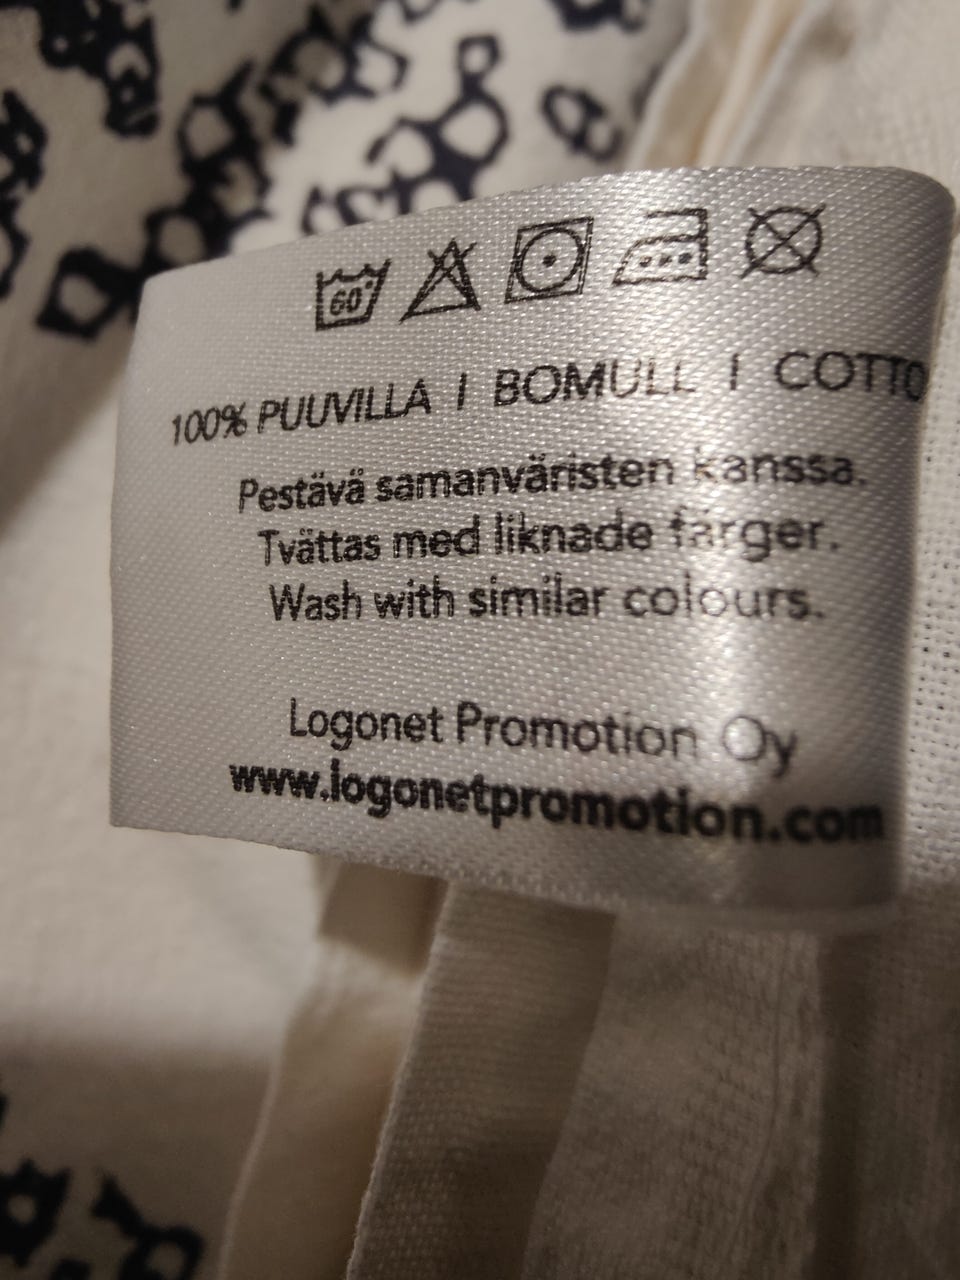 60°
100% PUUVILLA I BOMULL I COTTO
Pestävä samanväristen kanssa.
Tvättas med liknade färger.
Wash with similar colours.
Logonet Promotion Oy
www.logonetpromotion.com